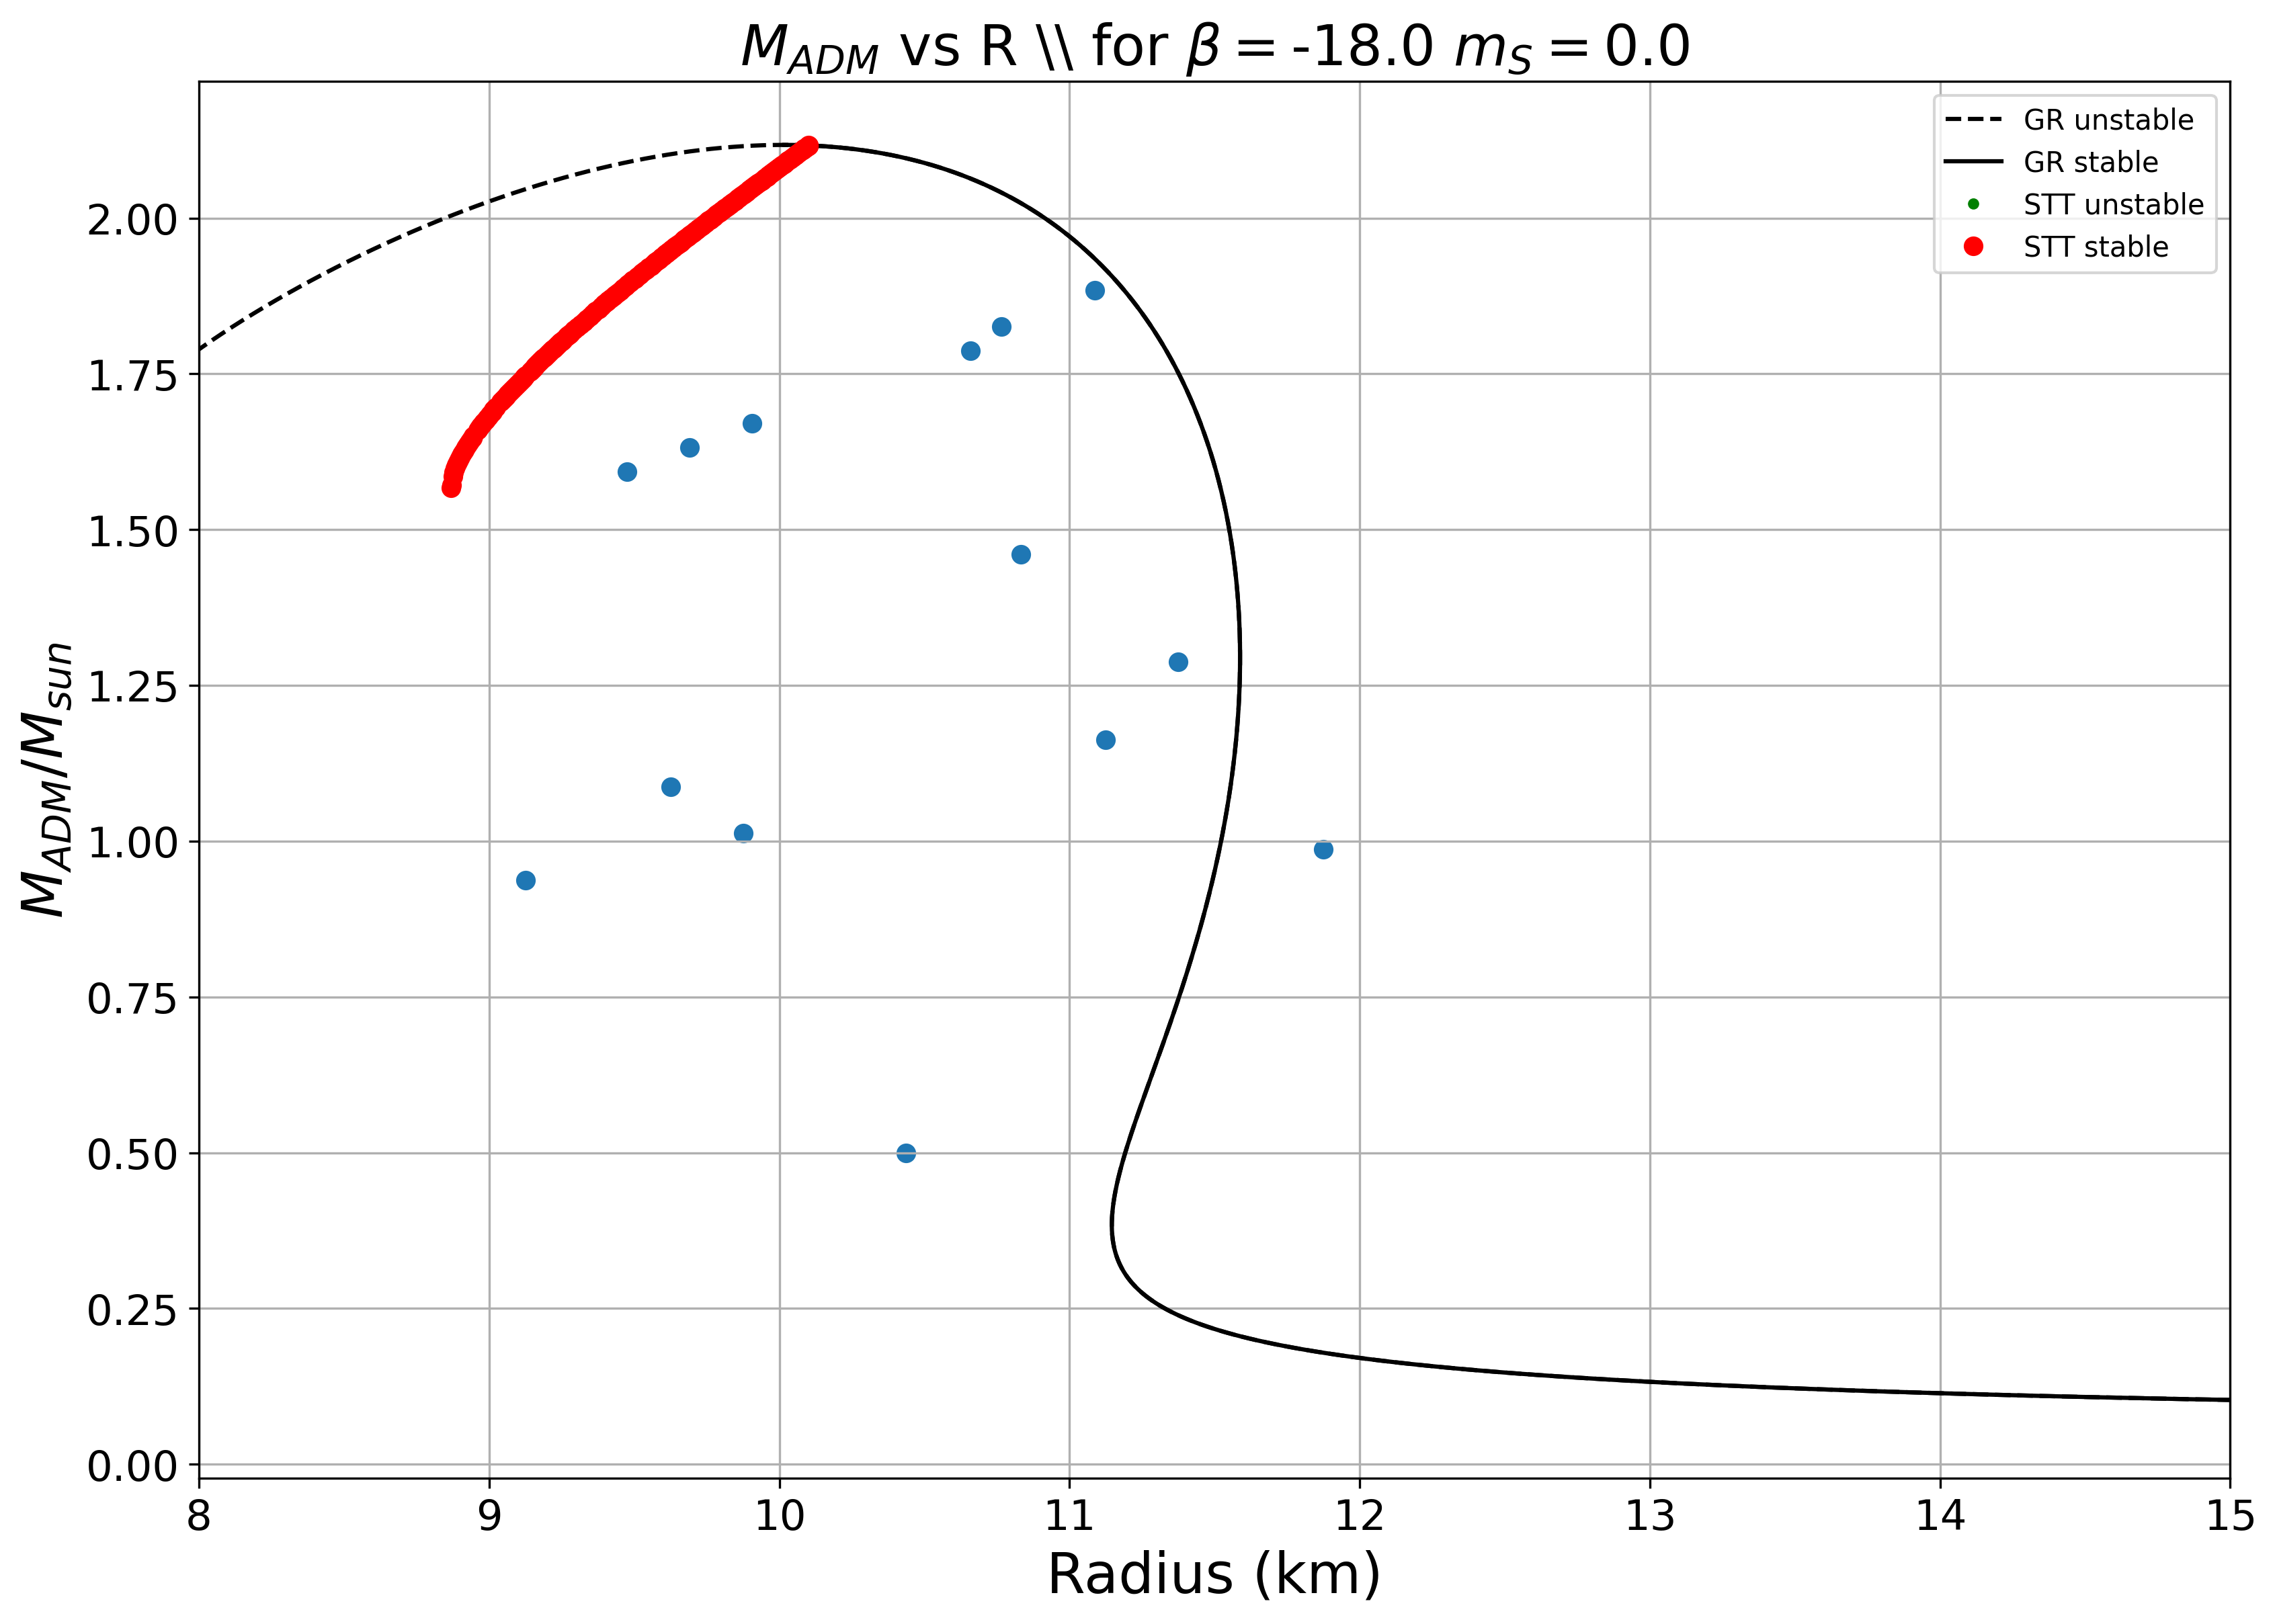 M_ADM vs R \\ for β = -18.0 m_S = 0.0
GR unstable
GR stable
STT unstable
STT stable
M_ADM/M_sun
2.00
1.75
1.50
1.25
1.00
0.75
0.50
0.25
0.00
8 9 10 11 12 13 14 15
Radius (km)